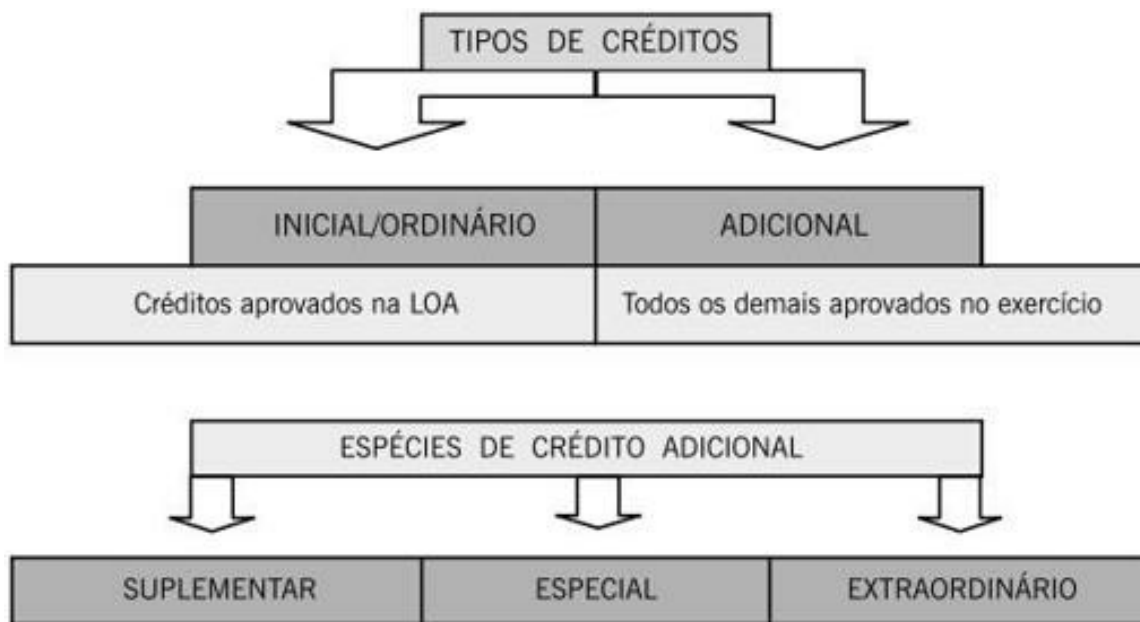 TIPOS DE CRÉDITOS
INICIAL/ORDINÁRIO
ADICIONAL
Créditos aprovados na LOA
Todos os demais aprovados no exercício
ESPÉCIES DE CRÉDITO ADICIONAL
SUPLEMENTAR
ESPECIAL
EXTRAORDINÁRIO